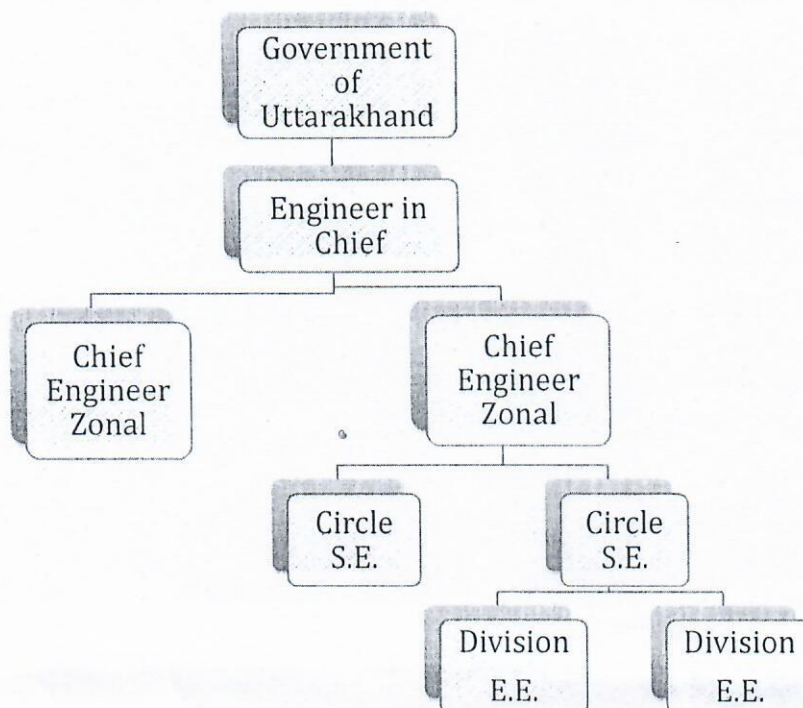 Government
of
Uttarakhand
Engineer in
Chief
Chief
Engineer
Zonal
Chief
Engineer
Zonal
Circle
S.E.
Circle
S.E.
Division
E.E.
Division
E.E.